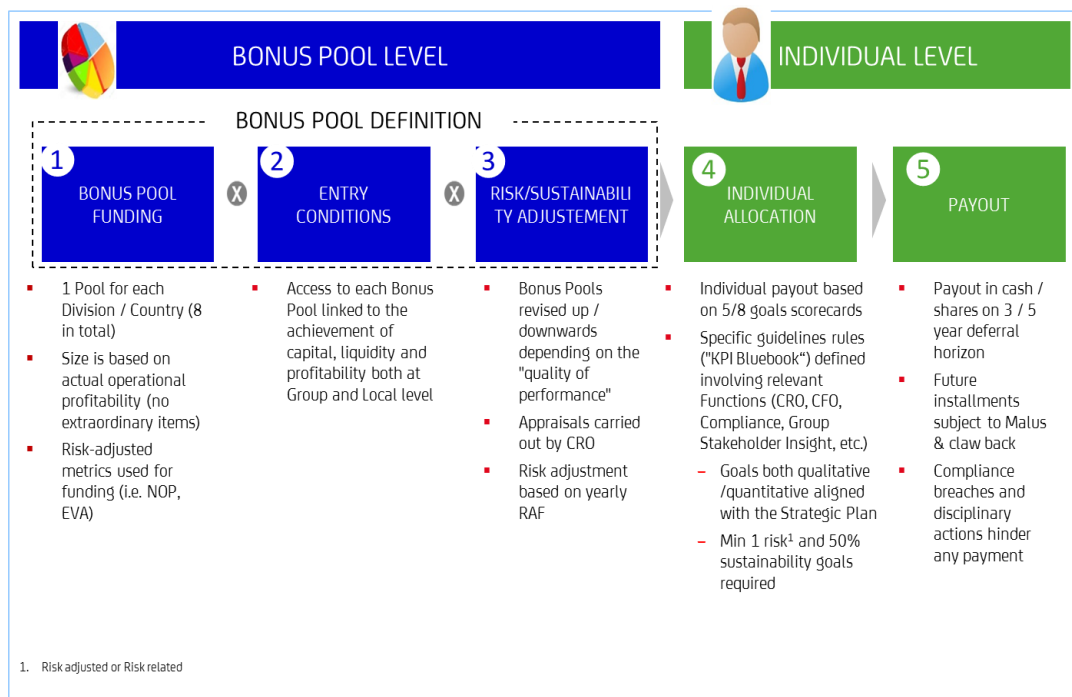 BONUS POOL LEVEL
INDIVIDUAL LEVEL
BONUS POOL DEFINITION
1
BONUS POOL
FUNDING
X
2
ENTRY
CONDITIONS
X
3
RISK/SUSTAINABILI
TY ADJUSTEMENT
4
INDIVIDUAL
ALLOCATION
5
PAYOUT
▪ 1 Pool for each
Division / Country (8
in total)
▪ Size is based on
actual operational
profitability (no
extraordinary items)
▪ Risk-adjusted
metrics used for
funding (i.e. NOP,
EVA)
▪ Access to each Bonus
Pool linked to the
achievement of
capital, liquidity and
profitability both at
Group and Local level
▪ Bonus Pools
revised up /
downwards
depending on the
"quality of
performance"
▪ Appraisals carried
out by CRO
▪ Risk adjustment
based on yearly
RAF
▪ Individual payout based
on 5/8 goals scorecards
▪ Specific guidelines rules
("KPI Bluebook“) defined
involving relevant
Functions (CRO, CFO,
Compliance, Group
Stakeholder Insight, etc.)
– Goals both qualitative
/quantitative aligned
with the Strategic Plan
– Min 1 risk¹ and 50%
sustainability goals
required
▪ Payout in cash /
shares on 3 / 5
year deferral
horizon
▪ Future
installments
subject to Malus
& claw back
▪ Compliance
breaches and
disciplinary
actions hinder
any payment
1. Risk adjusted or Risk related